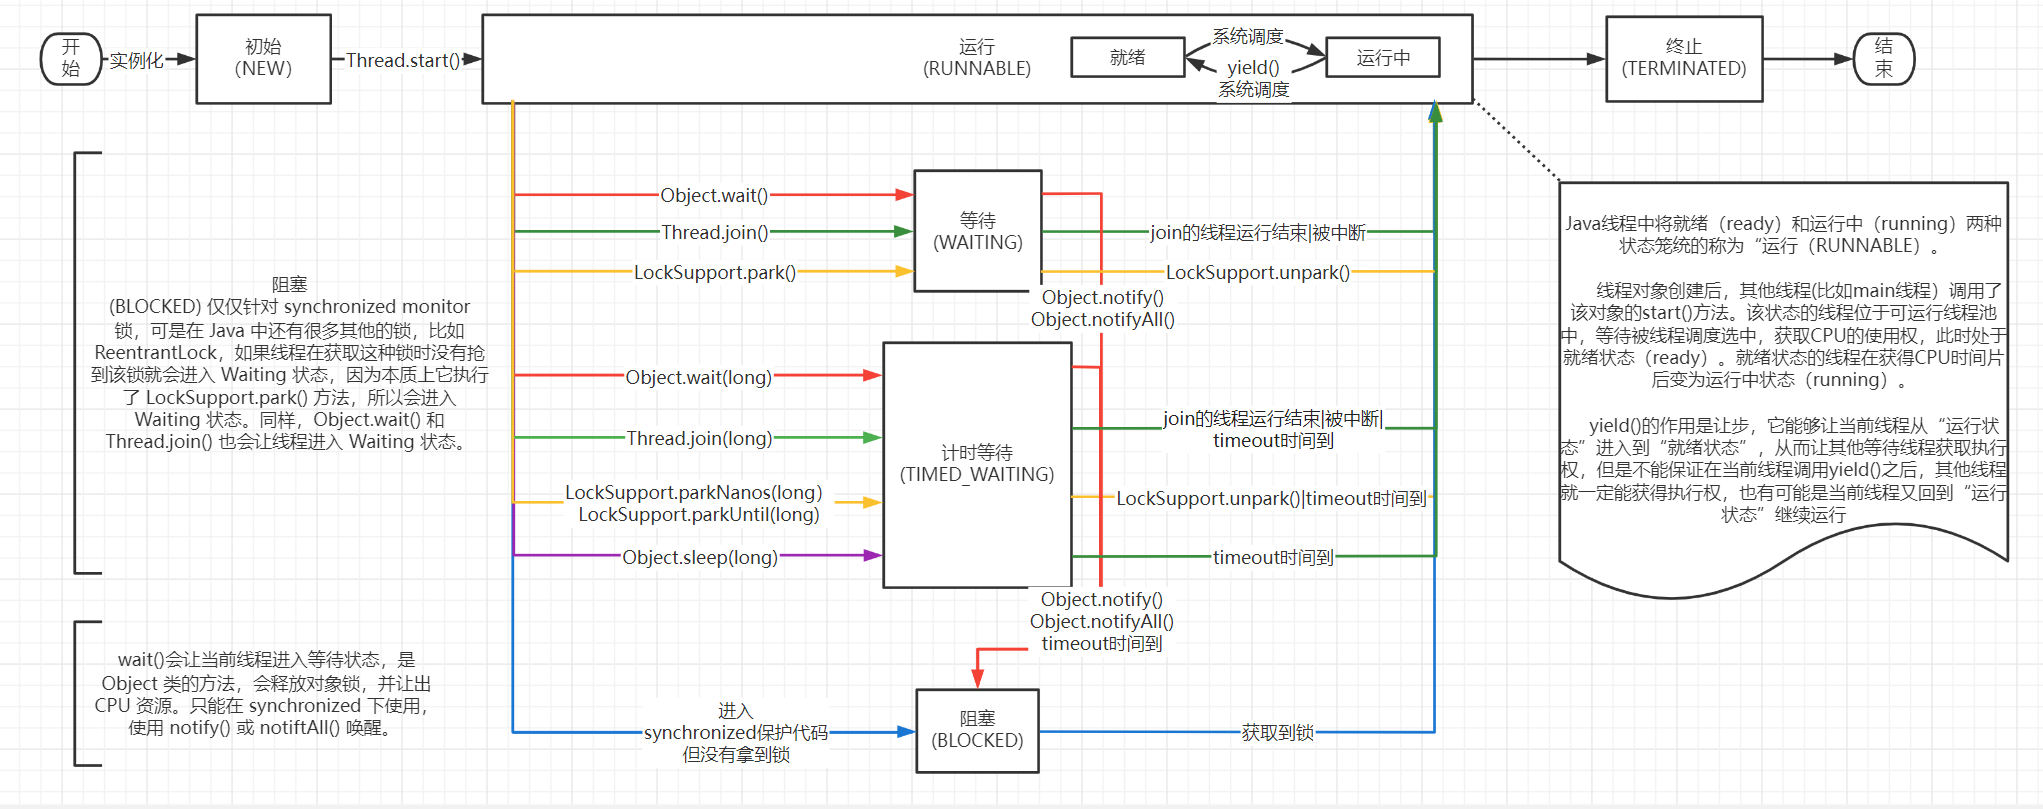 开
始
实例化
初始
(NEW)
Thread.start()
运行
(RUNNABLE)
就绪
系统调度
yield()
系统调度
运行中
终止
(TERMINATED)
结
束
阻塞
(BLOCKED) 仅仅针对 synchronized monitor
锁，可是在 Java 中还有很多其他的锁，比如
ReentrantLock，如果线程在获取这种锁时没有抢
到该锁就会进入 Waiting 状态，因为本质上它执行
了 LockSupport.park() 方法，所以会进入
Waiting 状态。同样，Object.wait() 和
Thread.join() 也会让线程进入 Waiting 状态。
wait()会让当前线程进入等待状态，是
Object 类的方法，会释放对象锁，并让出
CPU 资源。只能在 synchronized 下使用，
使用 notify() 或 notiftAll() 唤醒。
Object.wait()
Thread.join()
LockSupport.park()
等待
(WAITING)
join的线程运行结束|被中断
LockSupport.unpark()
Object.notify()
Object.notifyAll()
Object.wait(long)
Thread.join(long)
LockSupport.parkNanos(long)
LockSupport.parkUntil(long)
Object.sleep(long)
计时等待
(TIMED_WAITING)
join的线程运行结束|被中断|
timeout时间到
LockSupport.unpark()|timeout时间到
timeout时间到
Object.notify()
Object.notifyAll()
timeout时间到
进入
synchronized保护代码
但没有拿到锁
阻塞
(BLOCKED)
获取到锁
Java线程中将就绪（ready）和运行中（running）两种
状态笼统的称为“运行（RUNNABLE）。
线程对象创建后，其他线程(比如main线程）调用了
该对象的start()方法。该状态的线程位于可运行线程池
中，等待被线程调度选中，获取CPU的使用权，此时处于
就绪状态（ready）。就绪状态的线程在获得CPU时间片
后变为运行中状态（running）。
yield()的作用是让步，它能够让当前线程从“运行状
态”进入到“就绪状态”，从而让其他等待线程获取执行
权，但是不能保证在当前线程调用yield()之后，其他线程
就一定能获得执行权，也有可能是当前线程又回到“运行
状态”继续运行